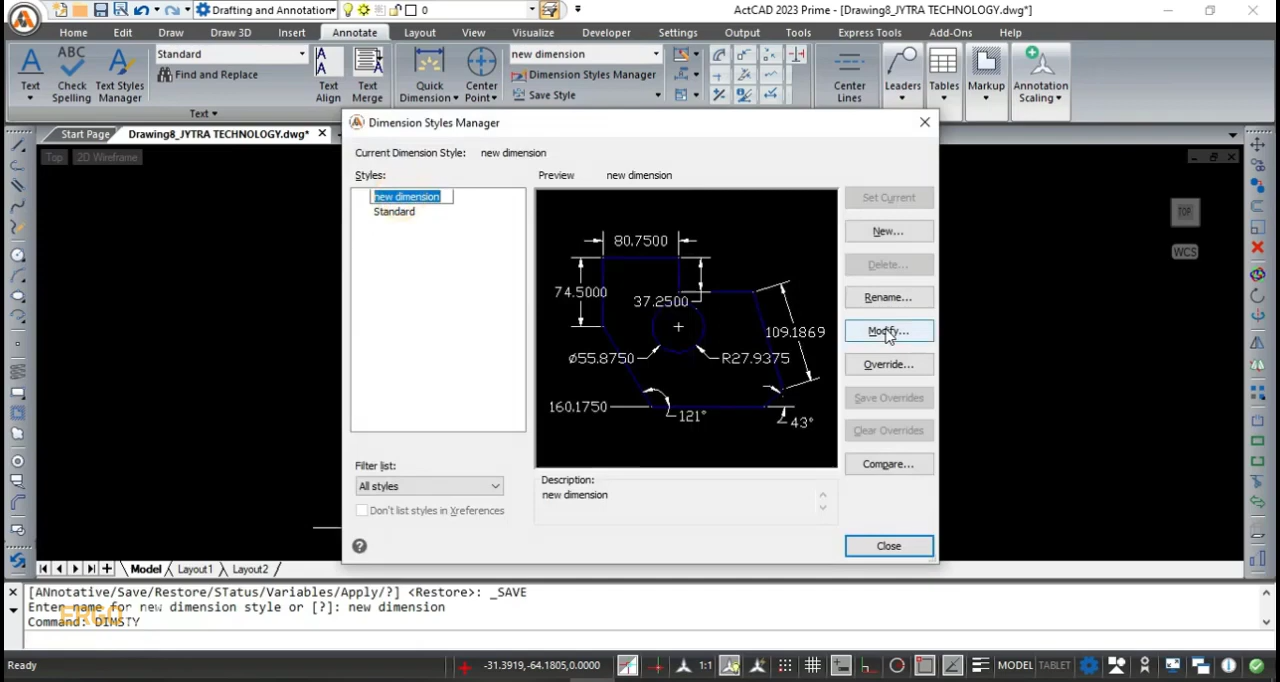 Drafting and Annotation
0
ActCAD 2023 Prime - [Drawing8_JYTRA TECHNOLOGY.dwg*]
Home Edit Draw Draw 3D Insert Annotate Layout View Visualize Developer Settings Output Tools Express Tools Add-Ons Help
Text
ABC
Check Spelling
Text Styles Manager
Standard
Find and Replace
Text Align
Text Merge
Text
Quick Dimension
Center Point
new dimension
Dimension Styles Manager
Save Style
Center Lines
Leaders
Tables
Markup
Annotation Scaling
Start Page
Drawing8_JYTRA TECHNOLOGY.dwg*
Top
2D Wireframe
TOP
WCS
Dimension Styles Manager
Current Dimension Style: new dimension
Styles:
Preview new dimension
new dimension
Standard
80.7500
74.5000
37.2500
109.1869
ø55.8750
R27.9375
160.1750
121°
43°
Set Current
New...
Delete...
Rename...
Modify...
Override...
Save Overrides
Clear Overrides
Compare...
Filter list:
All styles
Don't list styles in Xreferences
Description:
new dimension
Close
Model Layout1 Layout2
[ANnotative/Save/Restore/STatus/Variables/Apply/?] <Restore>: _SAVE
Enter name for new dimension style or [?]: new dimension
Command: DIMSTY
ERGO
Ready
-31.3919,-64.1805,0.0000
1:1
MODEL
TABLET